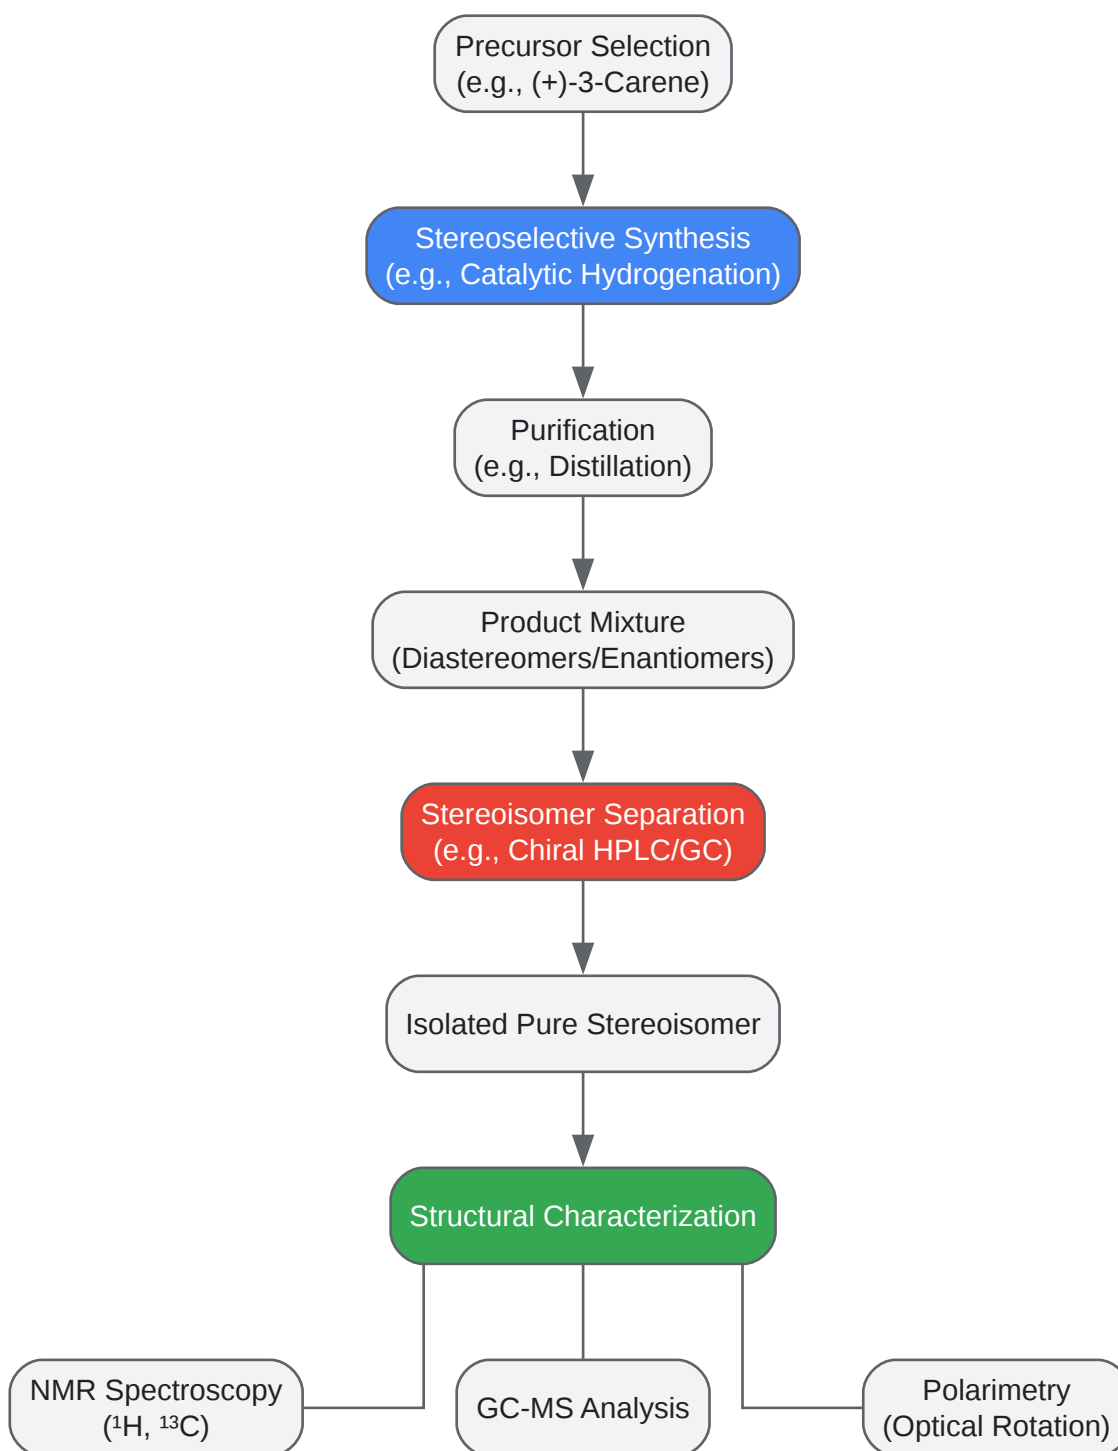 Precursor Selection
(e.g., (+)-3-Carene)
Stereoselective Synthesis
(e.g., Catalytic Hydrogenation)
Purification
(e.g., Distillation)
Product Mixture
(Diastereomers/Enantiomers)
Stereoisomer Separation
(e.g., Chiral HPLC/GC)
Isolated Pure Stereoisomer
Structural Characterization
NMR Spectroscopy
(¹H, ¹³C)
GC-MS Analysis
Polarimetry
(Optical Rotation)